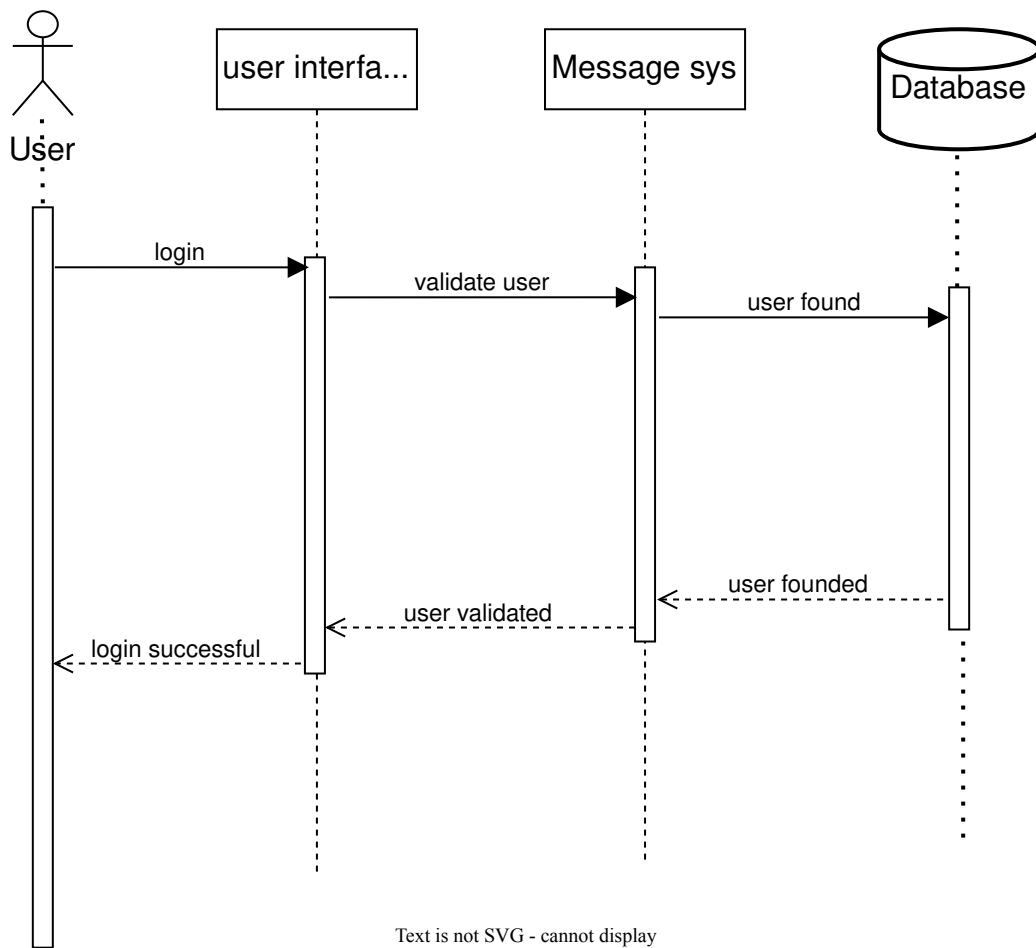 User
user interfa...
Message sys
Database
login
validate user
user found
user founded
user validated
login successful
Text is not SVG - cannot display